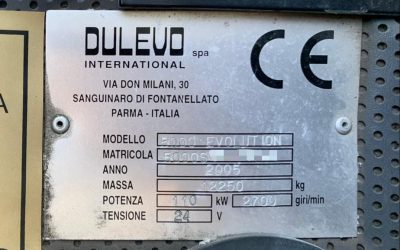 DULEVO spa
INTERNATIONAL
CE
VIA DON MILANI, 30
SANGUINARO DI FONTANELLATO
PARMA - ITALIA
MODELLO 5000 EVOLUTION
MATRICOLA
ANNO 2005
MASSA 12250 kg
POTENZA 110 kW 2700 giri/min
TENSIONE 24 V
A